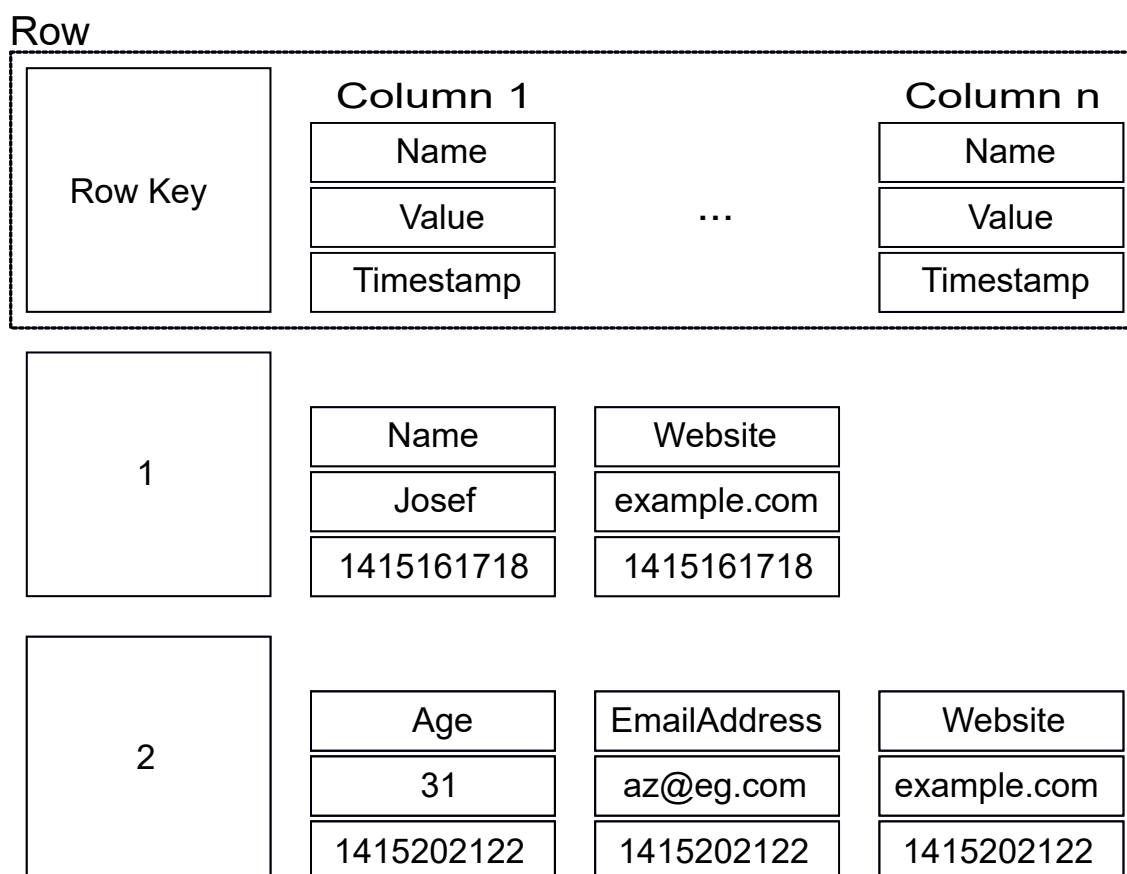 Row
Column 1 Column n
Name Name
Row Key Value ... Value
Timestamp Timestamp
Name Website
1 Josef example.com
1415161718 1415161718
Age EmailAddress Website
2 31 az@eg.com example.com
1415202122 1415202122 1415202122